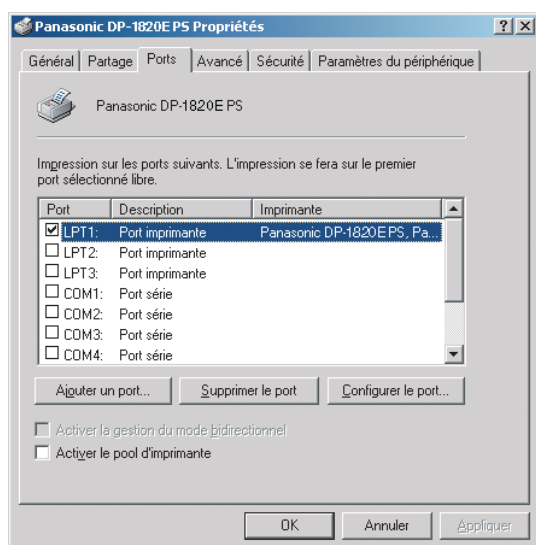 Panasonic DP-1820E PS Propriétés
Général Partage Ports Avancé Sécurité Paramètres du périphérique
Panasonic DP-1820E PS
Impression sur les ports suivants. L'impression se fera sur le premier
port sélectionné libre.
Port Description Imprimante
LPT1: Port imprimante Panasonic DP-1820E PS, Pa...
LPT2: Port imprimante
LPT3: Port imprimante
COM1: Port série
COM2: Port série
COM3: Port série
COM4: Port série
Ajouter un port... Supprimer le port Configurer le port...
Activer la gestion du mode bidirectionnel
Activer le pool d'imprimante
OK Annuler Appliquer